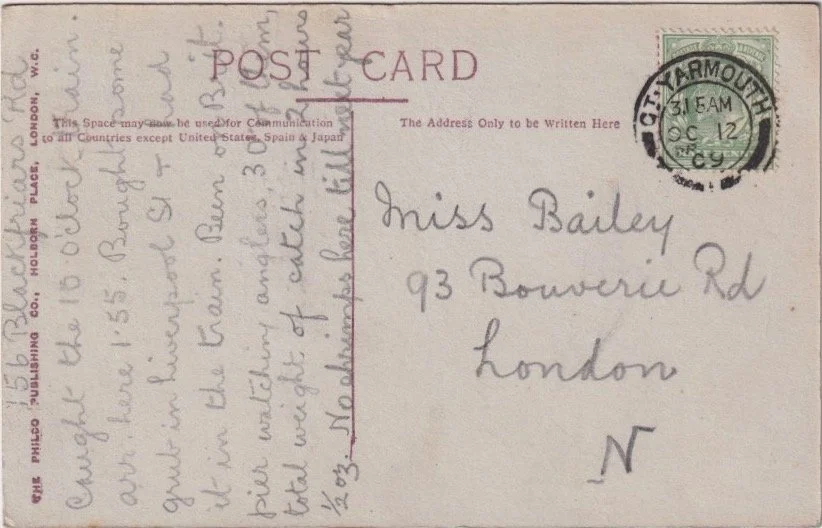 POST CARD
This Space may now be used for Communication
to all Countries except United States, Spain & Japan
The Address Only to be Written Here
THE PHILCO PUBLISHING CO., HOLBORN PLACE, LONDON, W.C.
156 Blackfriars Rd
Caught the 10 o'clock train.
arr. here 1.55. Bought some
grub in Liverpool St + had
it in the train. Been on Brit.
pier watching anglers, 30 of them,
total weight of catch in 2 hours
½ oz. No shrimps here till next year
GT. YARMOUTH
3 15 AM
OC 12
09
Miss Bailey
93 Bouverie Rd
London
N